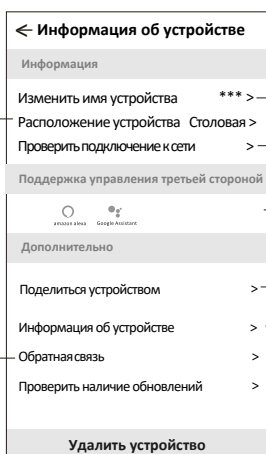 ← Информация об устройстве
Информация
Изменить имя устройства *** >
Расположение устройства Столовая >
Проверить подключение к сети >
Поддержка управления третьей стороной
amazon alexa Google Assistant
Дополнительно
Поделиться устройством >
Информация об устройстве >
Обратная связь >
Проверить наличие обновлений >
Удалить устройство